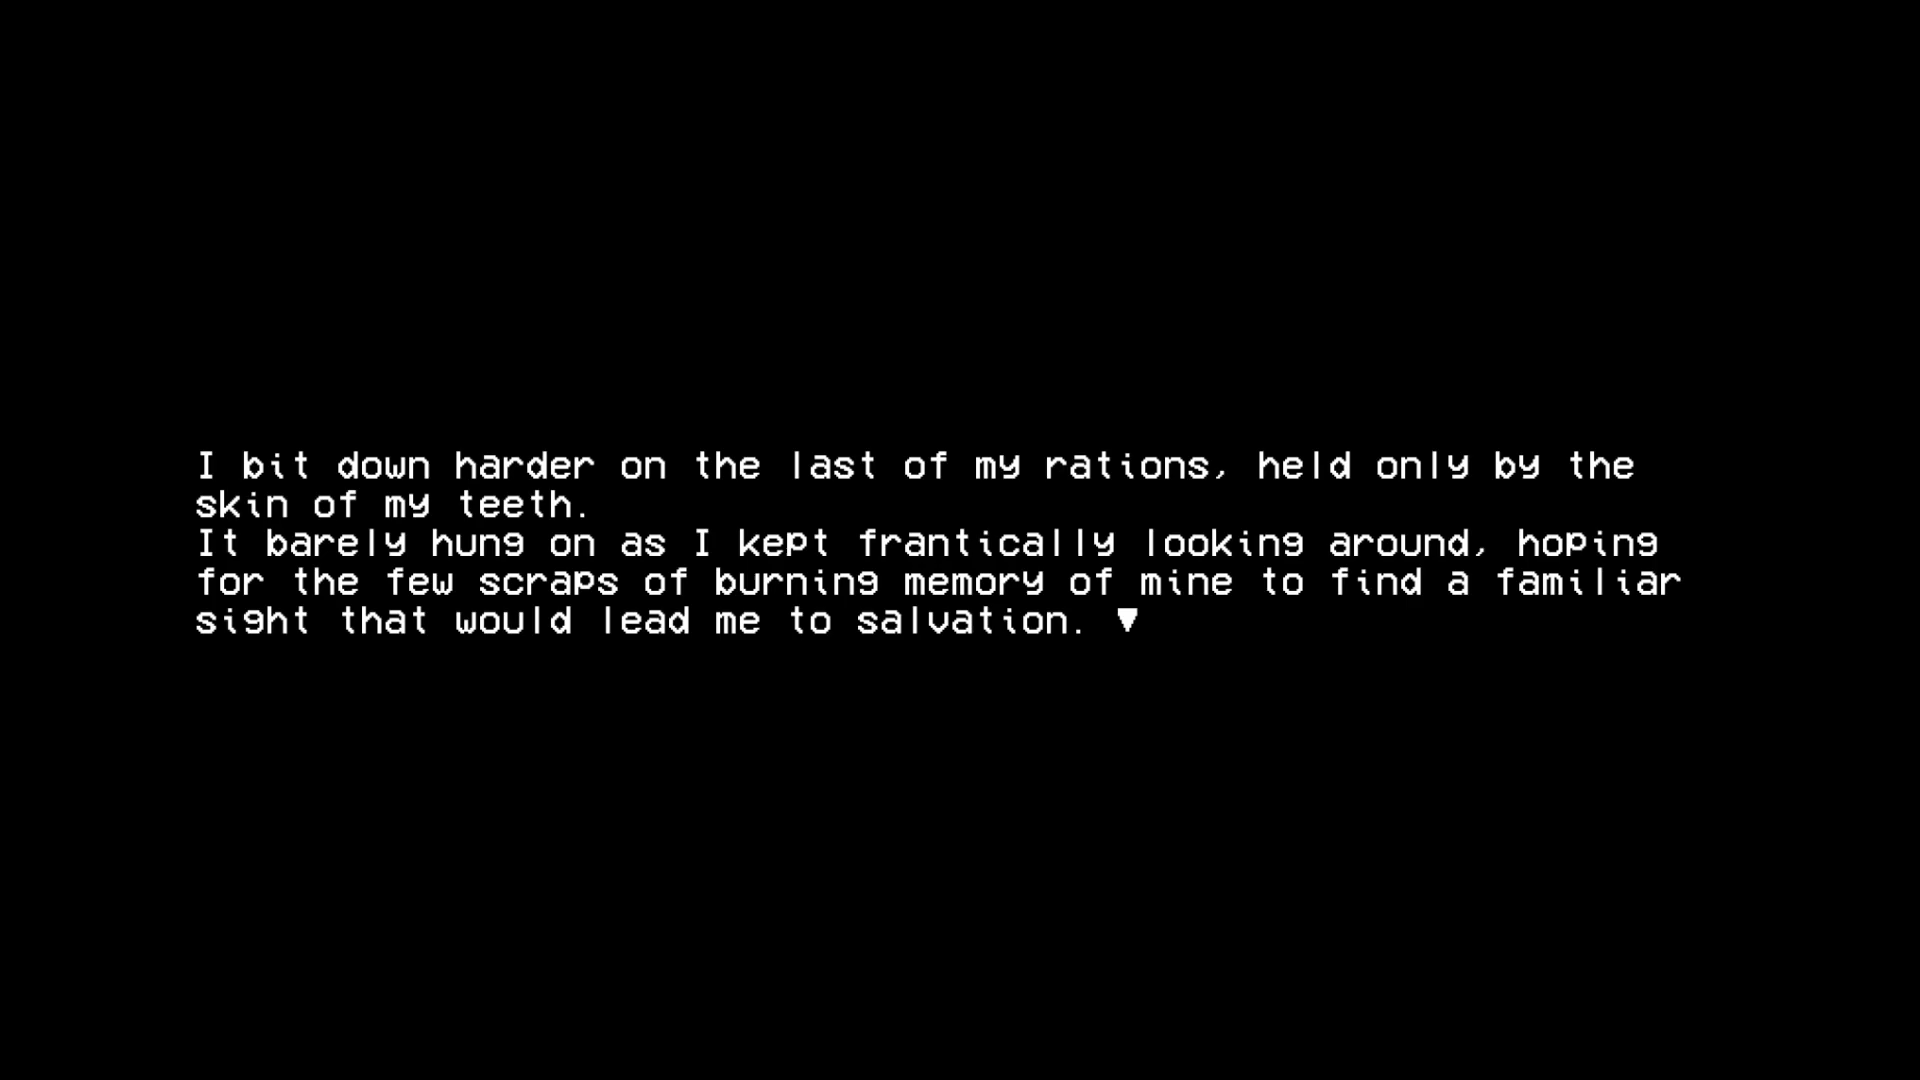 I bit down harder on the last of my rations, held only by the
skin of my teeth.
It barely hung on as I kept frantically looking around, hoping
for the few scraps of burning memory of mine to find a familiar
sight that would lead me to salvation. ▼